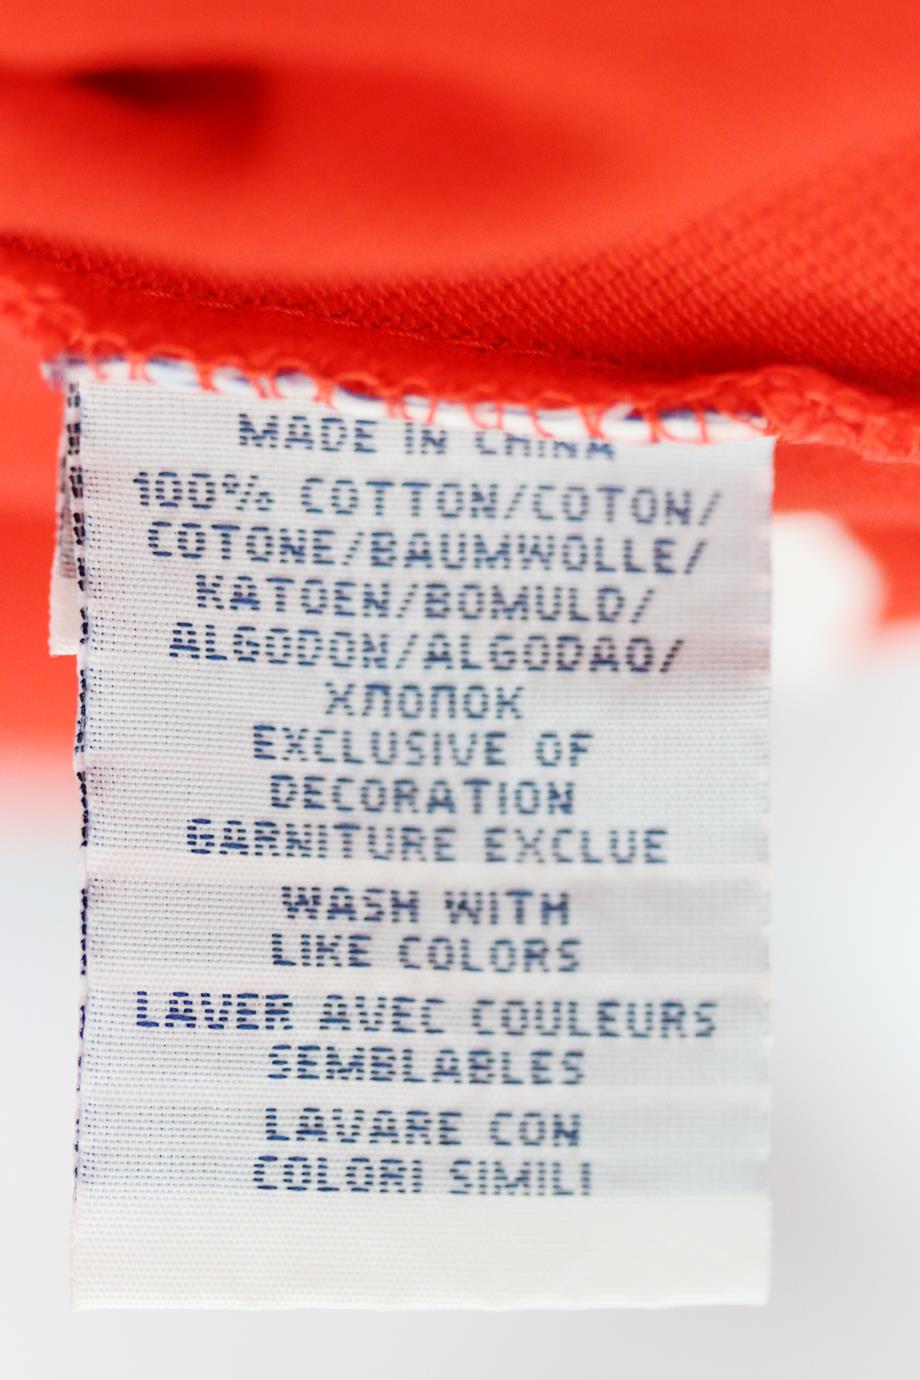 MADE IN CHINA
100% COTTON/COTON/
COTONE/BAUMWOLLE/
KATOEN/BOMULD/
ALGODON/ALGODAO/
ХЛОПОК
EXCLUSIVE OF
DECORATION
GARNITURE EXCLUE
WASH WITH
LIKE COLORS
LAVER AVEC COULEURS
SEMBLABLES
LAVARE CON
COLORI SIMILI